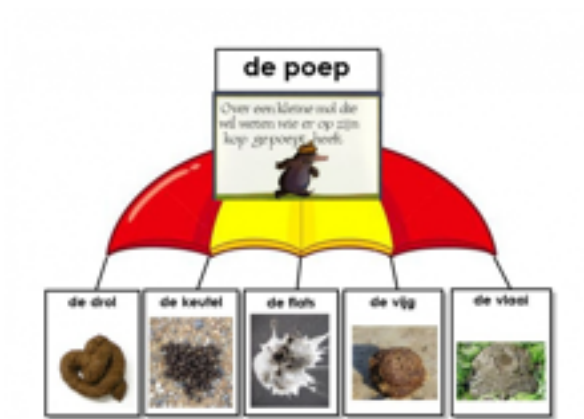 de poep
Over een kleine mol die
wil weten wie er op zijn
kop gepoept heeft
de drol
de keutel
de flats
de vijg
de vlaai